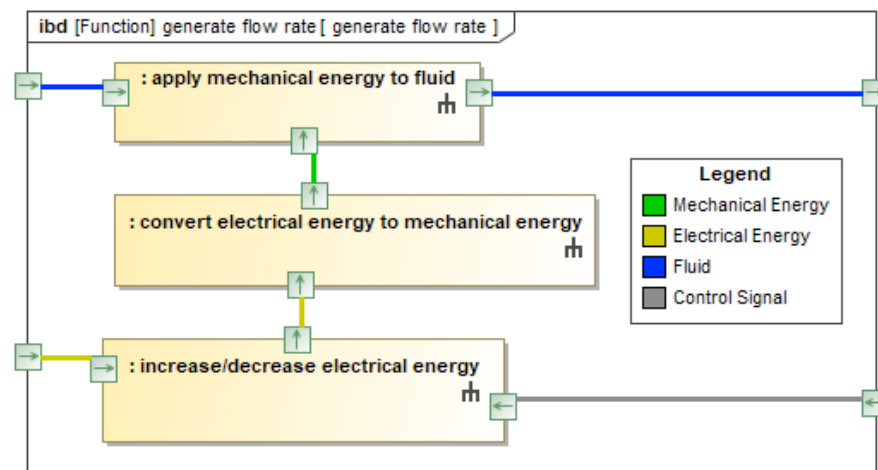 ibd [Function] generate flow rate [ generate flow rate ]
: apply mechanical energy to fluid
: convert electrical energy to mechanical energy
: increase/decrease electrical energy
Legend
Mechanical Energy
Electrical Energy
Fluid
Control Signal